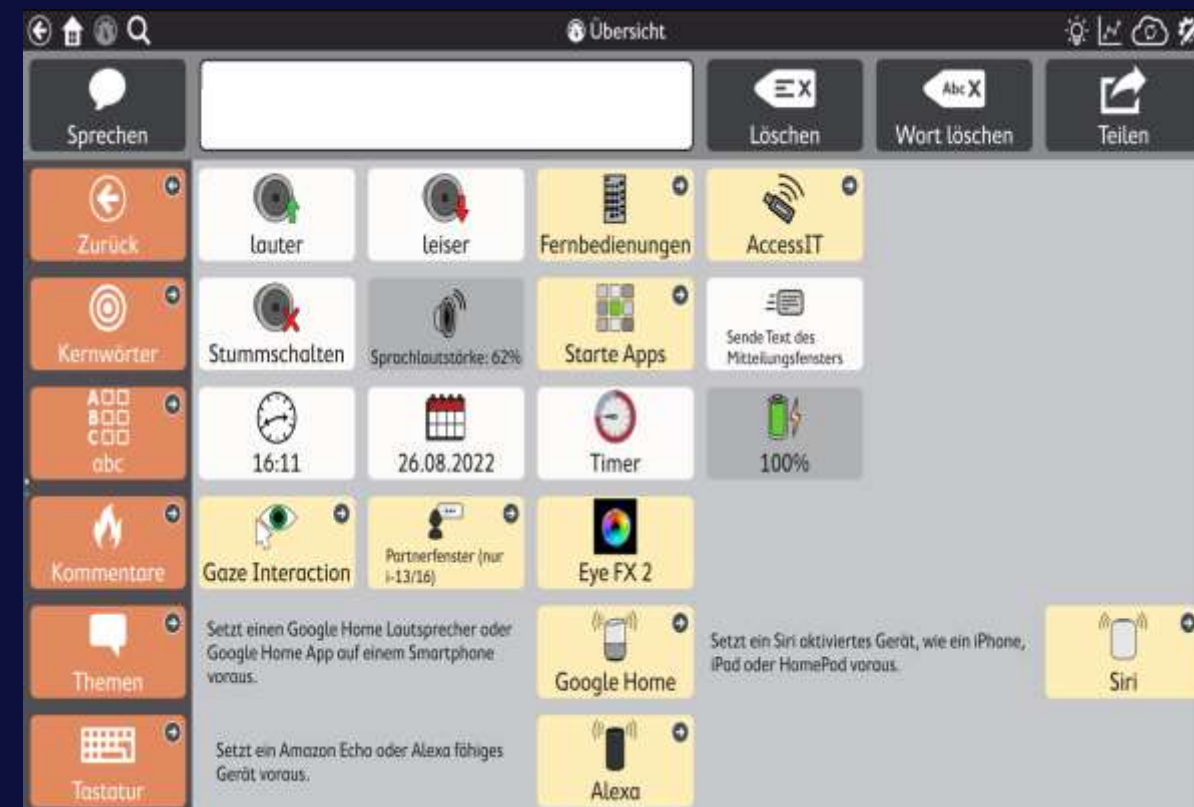 Übersicht
Sprechen
Löschen
Abc X
Wort löschen
Teilen
Zurück
lauter
leiser
Fernbedienungen
AccessIT
Kernwörter
Stummschalten
Sprachlautstärke: 62%
Starte Apps
Sende Text des
Mitteilungsfensters
A
B
C
abc
16:11
26.08.2022
Timer
100%
Kommentare
Gaze Interaction
Partnerfenster (nur
i-13/16)
Eye FX 2
Themen
Setzt einen Google Home Lautsprecher oder
Google Home App auf einem Smartphone
voraus.
Google Home
Setzt ein Siri aktiviertes Gerät, wie ein iPhone,
iPad oder HomePod voraus.
Siri
Tastatur
Setzt ein Amazon Echo oder Alexa fähiges
Gerät voraus.
Alexa